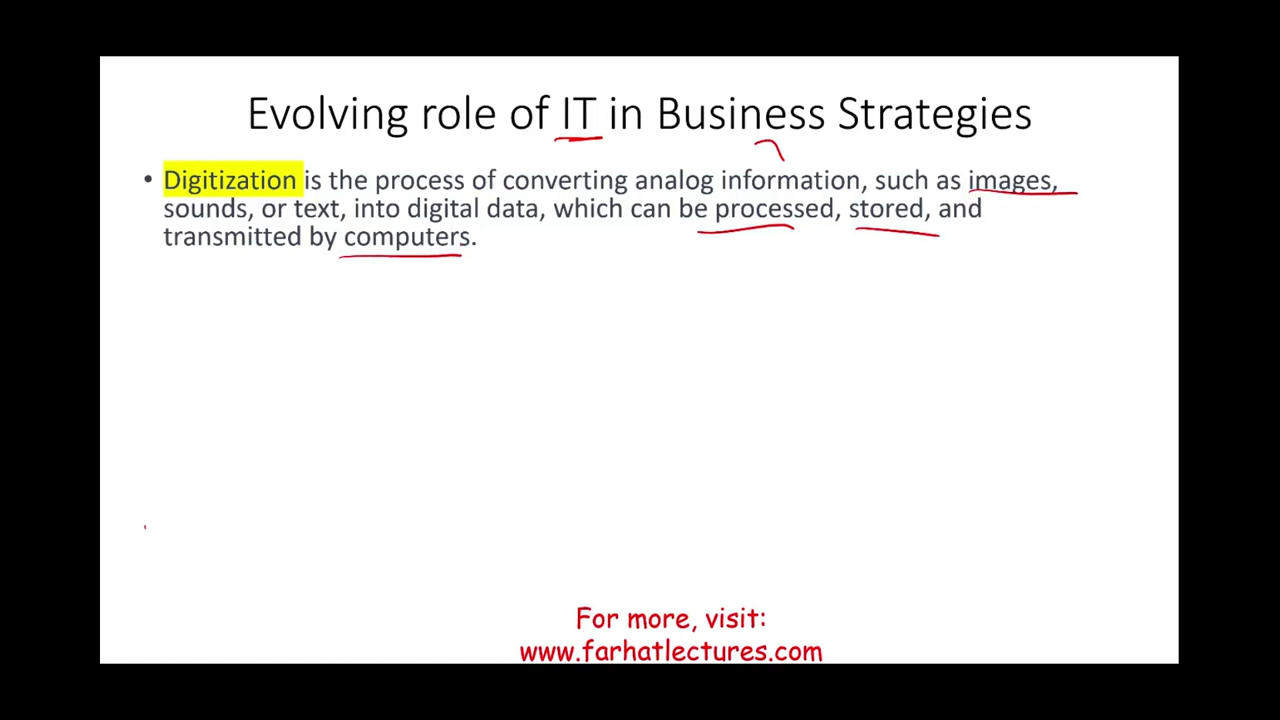 Evolving role of IT in Business Strategies
• Digitization is the process of converting analog information, such as images,
sounds, or text, into digital data, which can be processed, stored, and
transmitted by computers.
For more, visit:
www.farhatlectures.com